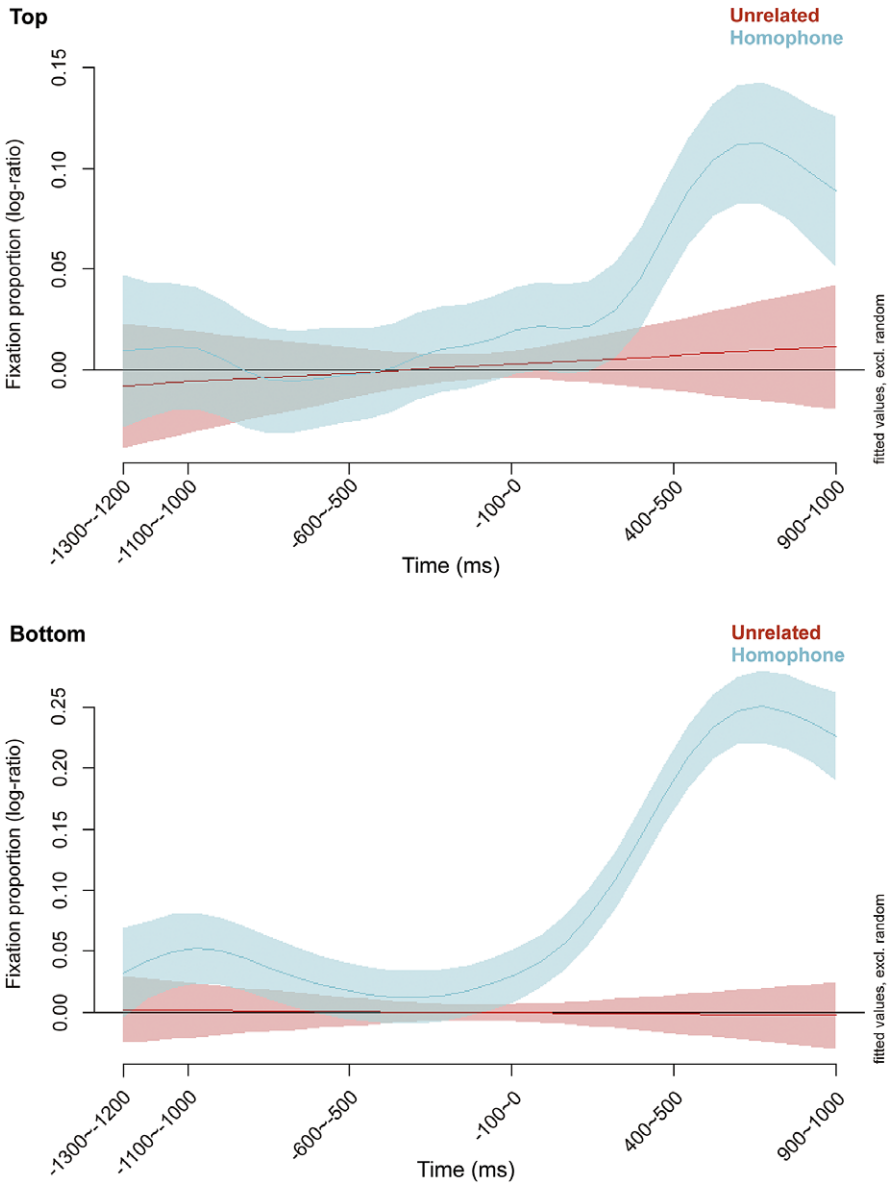 Top
Unrelated
Homophone
Fixation proportion (log-ratio)
0.15
0.10
0.05
0.00
fitted values, excl. random
-1300~-1200
-1100~-1000
-600~-500
-100~0
400~500
900~1000
Time (ms)
Bottom
Unrelated
Homophone
Fixation proportion (log-ratio)
0.25
0.20
0.15
0.10
0.05
0.00
fitted values, excl. random
-1300~-1200
-1100~-1000
-600~-500
-100~0
400~500
900~1000
Time (ms)